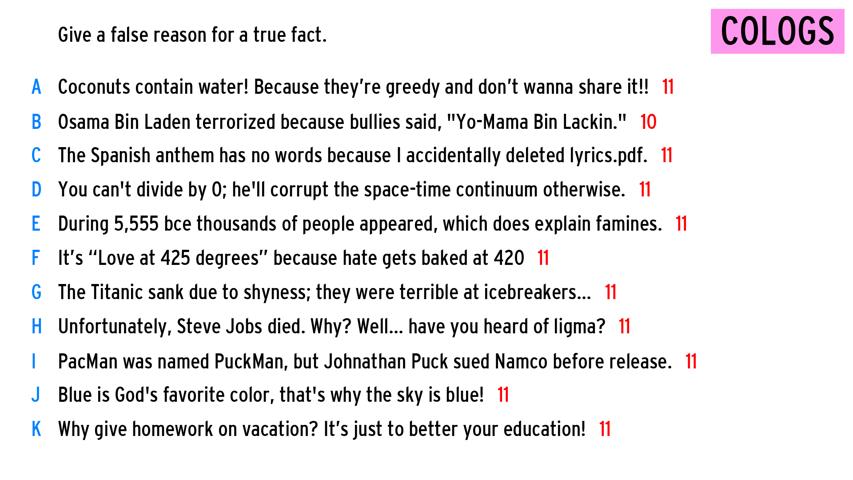 Give a false reason for a true fact.
COLOGS
A Coconuts contain water! Because they're greedy and don't wanna share it!! 11
B Osama Bin Laden terrorized because bullies said, "Yo-Mama Bin Lackin." 10
C The Spanish anthem has no words because I accidentally deleted lyrics.pdf. 11
D You can't divide by 0; he'll corrupt the space-time continuum otherwise. 11
E During 5,555 bce thousands of people appeared, which does explain famines. 11
F It's “Love at 425 degrees” because hate gets baked at 420 11
G The Titanic sank due to shyness; they were terrible at icebreakers... 11
H Unfortunately, Steve Jobs died. Why? Well... have you heard of ligma? 11
I PacMan was named PuckMan, but Johnathan Puck sued Namco before release. 11
J Blue is God's favorite color, that's why the sky is blue! 11
K Why give homework on vacation? It's just to better your education! 11